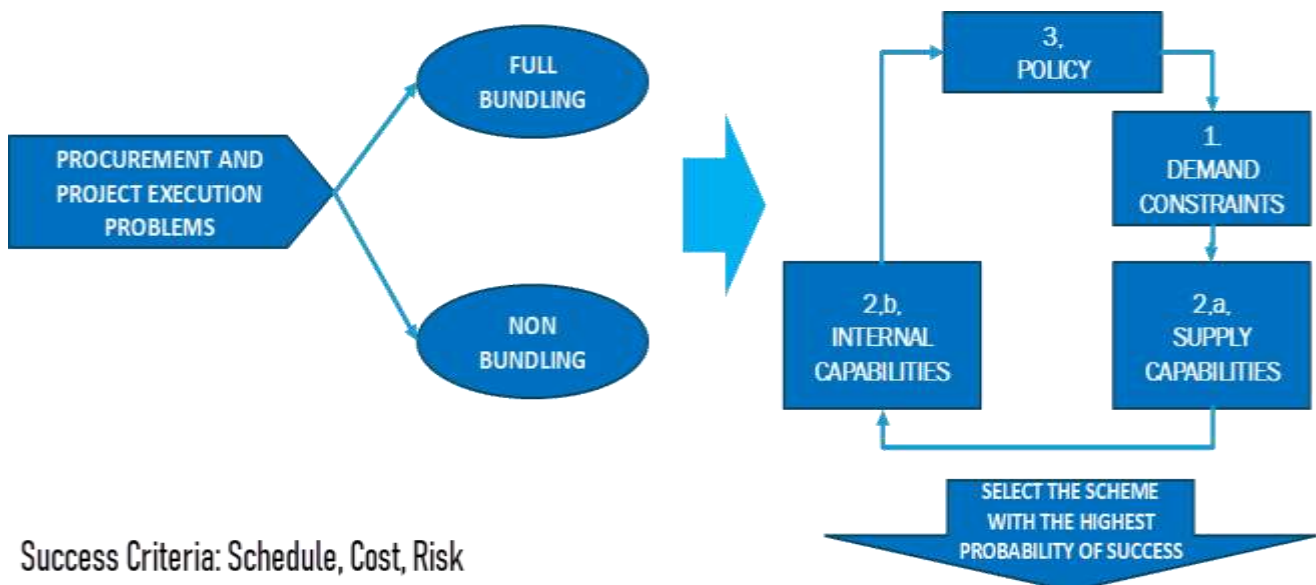 PROCUREMENT AND
PROJECT EXECUTION
PROBLEMS
FULL
BUNDLING
NON
BUNDLING
3,
POLICY
1.
DEMAND
CONSTRAINTS
2,b,
INTERNAL
CAPABILITIES
2,a,
SUPPLY
CAPABILITIES
SELECT THE SCHEME
WITH THE HIGHEST
PROBABILITY OF SUCCESS
Success Criteria: Schedule, Cost, Risk